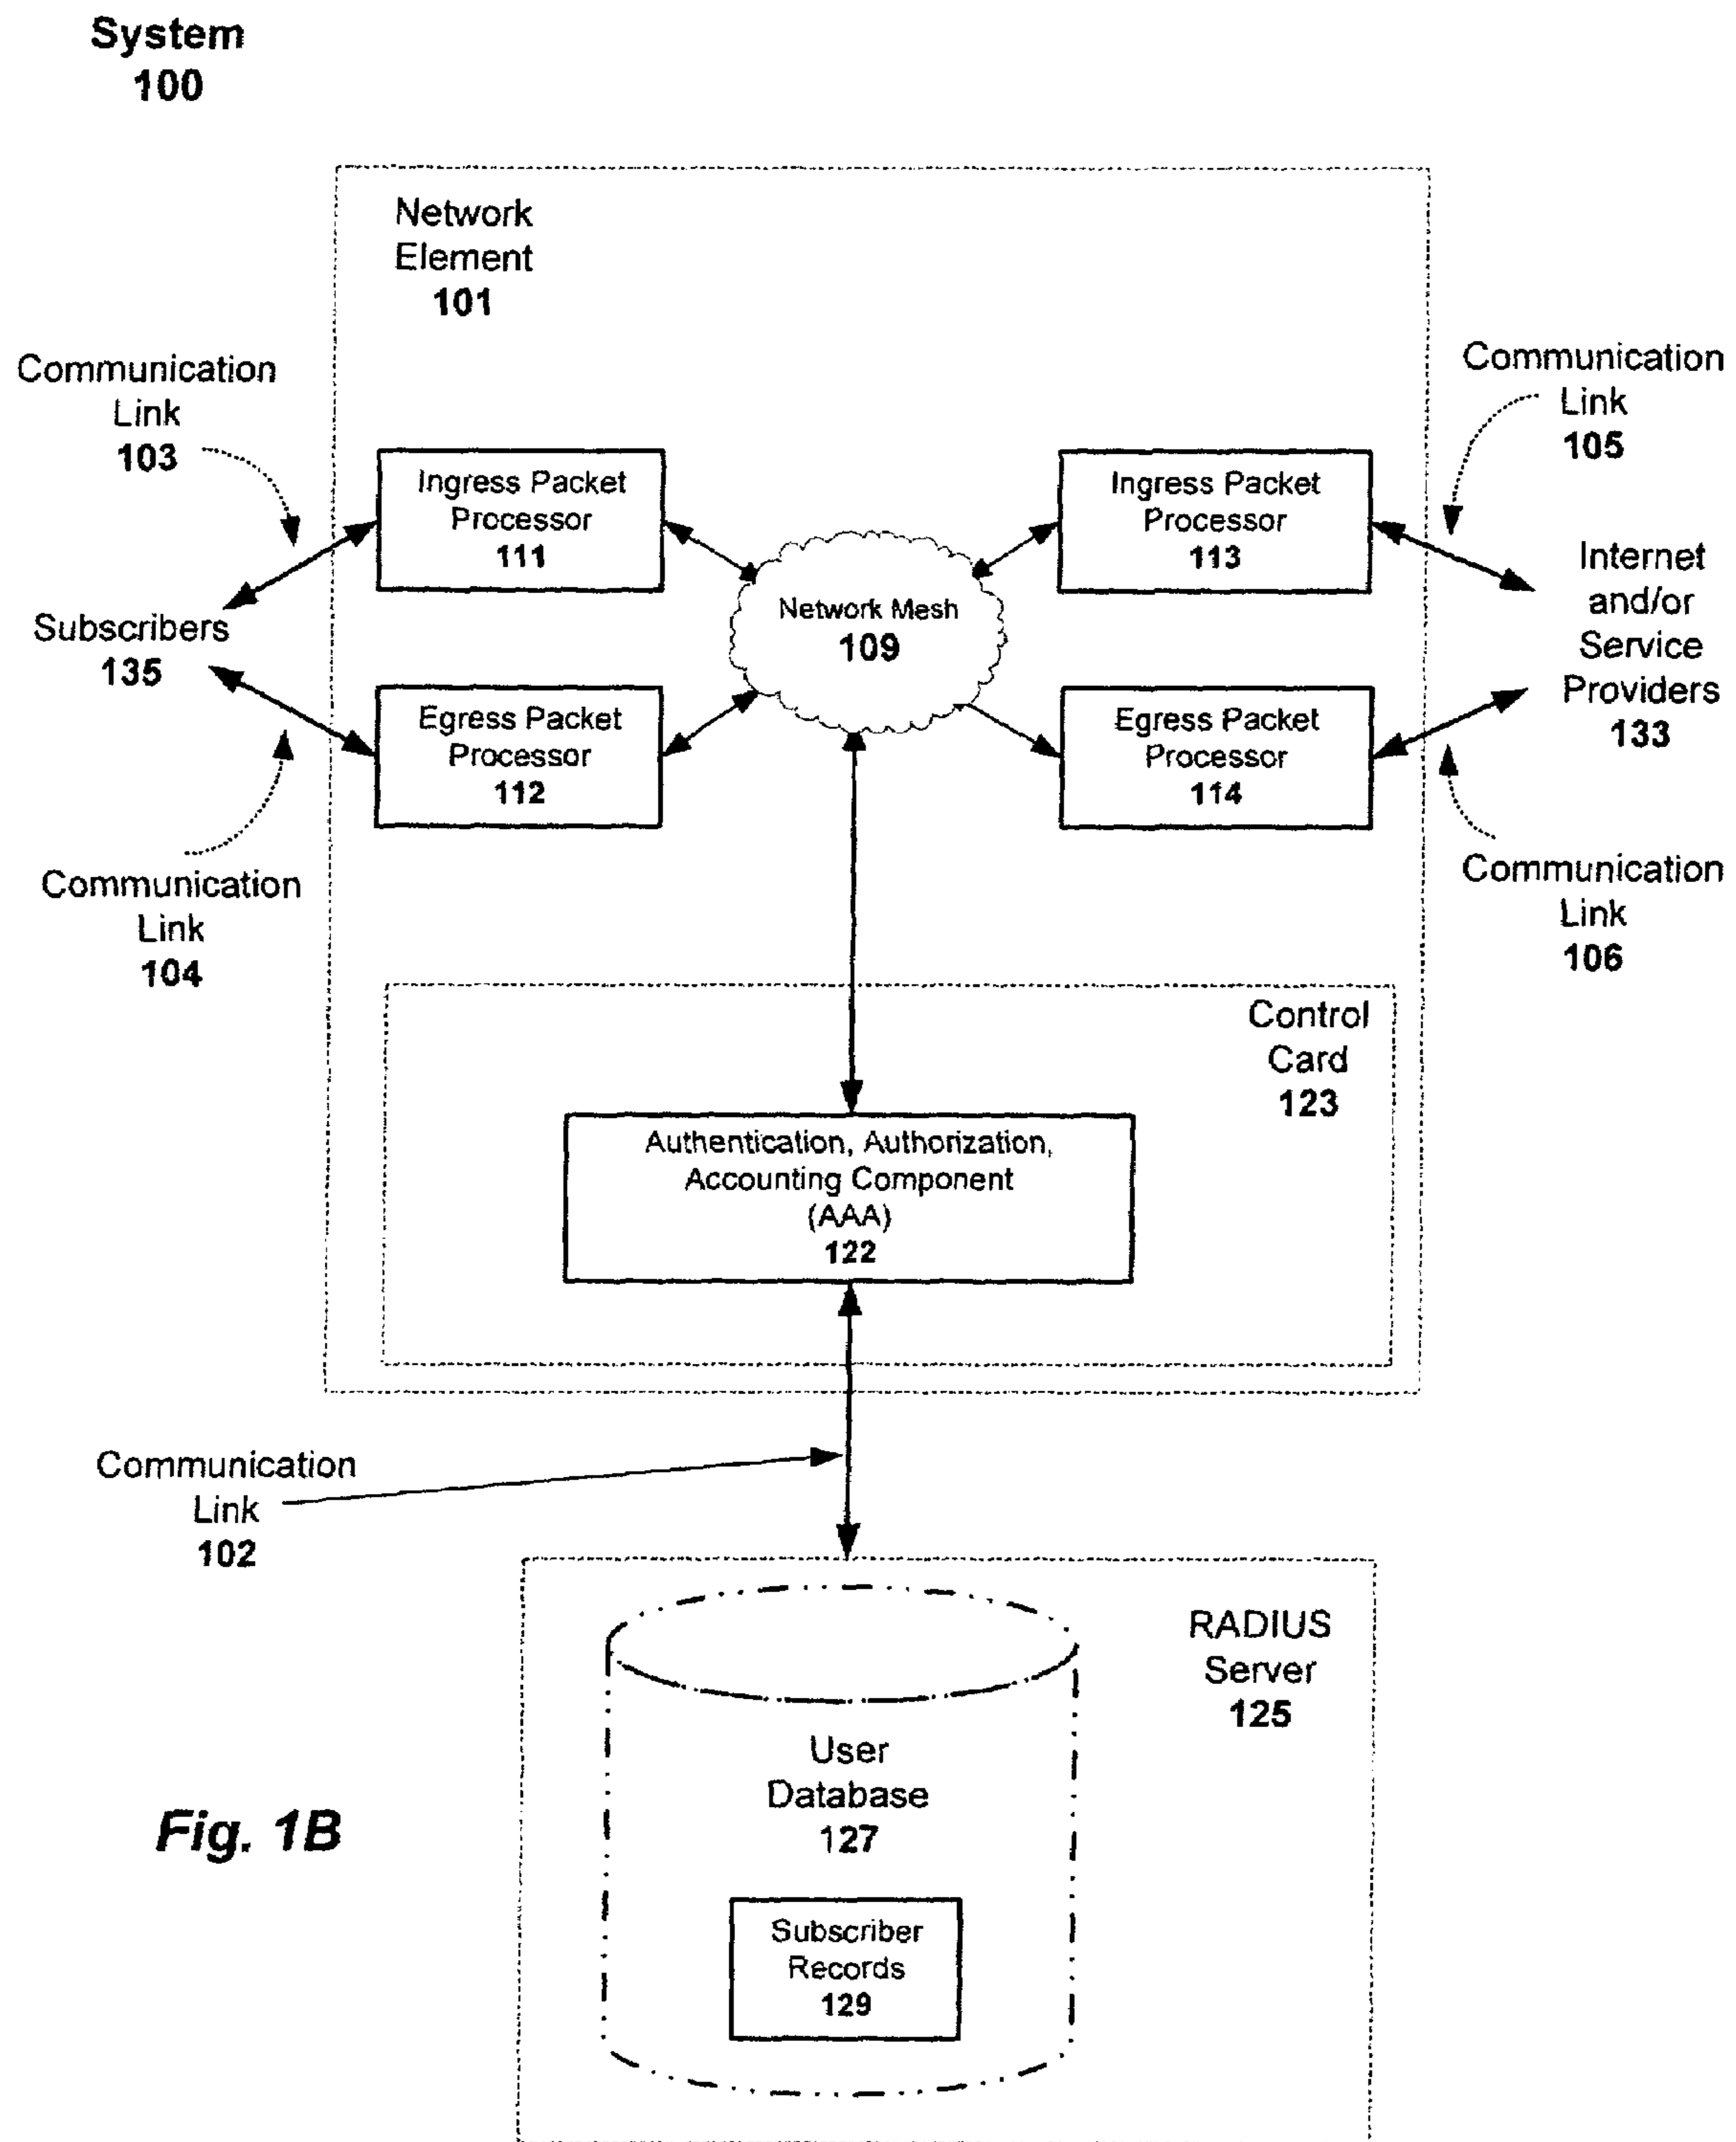 System
100
Network
Element
101
Communication
Link
103
Communication
Link
105
Ingress Packet
Processor
111
Ingress Packet
Processor
113
Network Mesh
109
Internet
and/or
Service
Providers
133
Subscribers
135
Egress Packet
Processor
112
Egress Packet
Processor
114
Communication
Link
104
Communication
Link
106
Control
Card
123
Authentication, Authorization,
Accounting Component
(AAA)
122
Communication
Link
102
RADIUS
Server
125
User
Database
127
Fig. 1B
Subscriber
Records
129